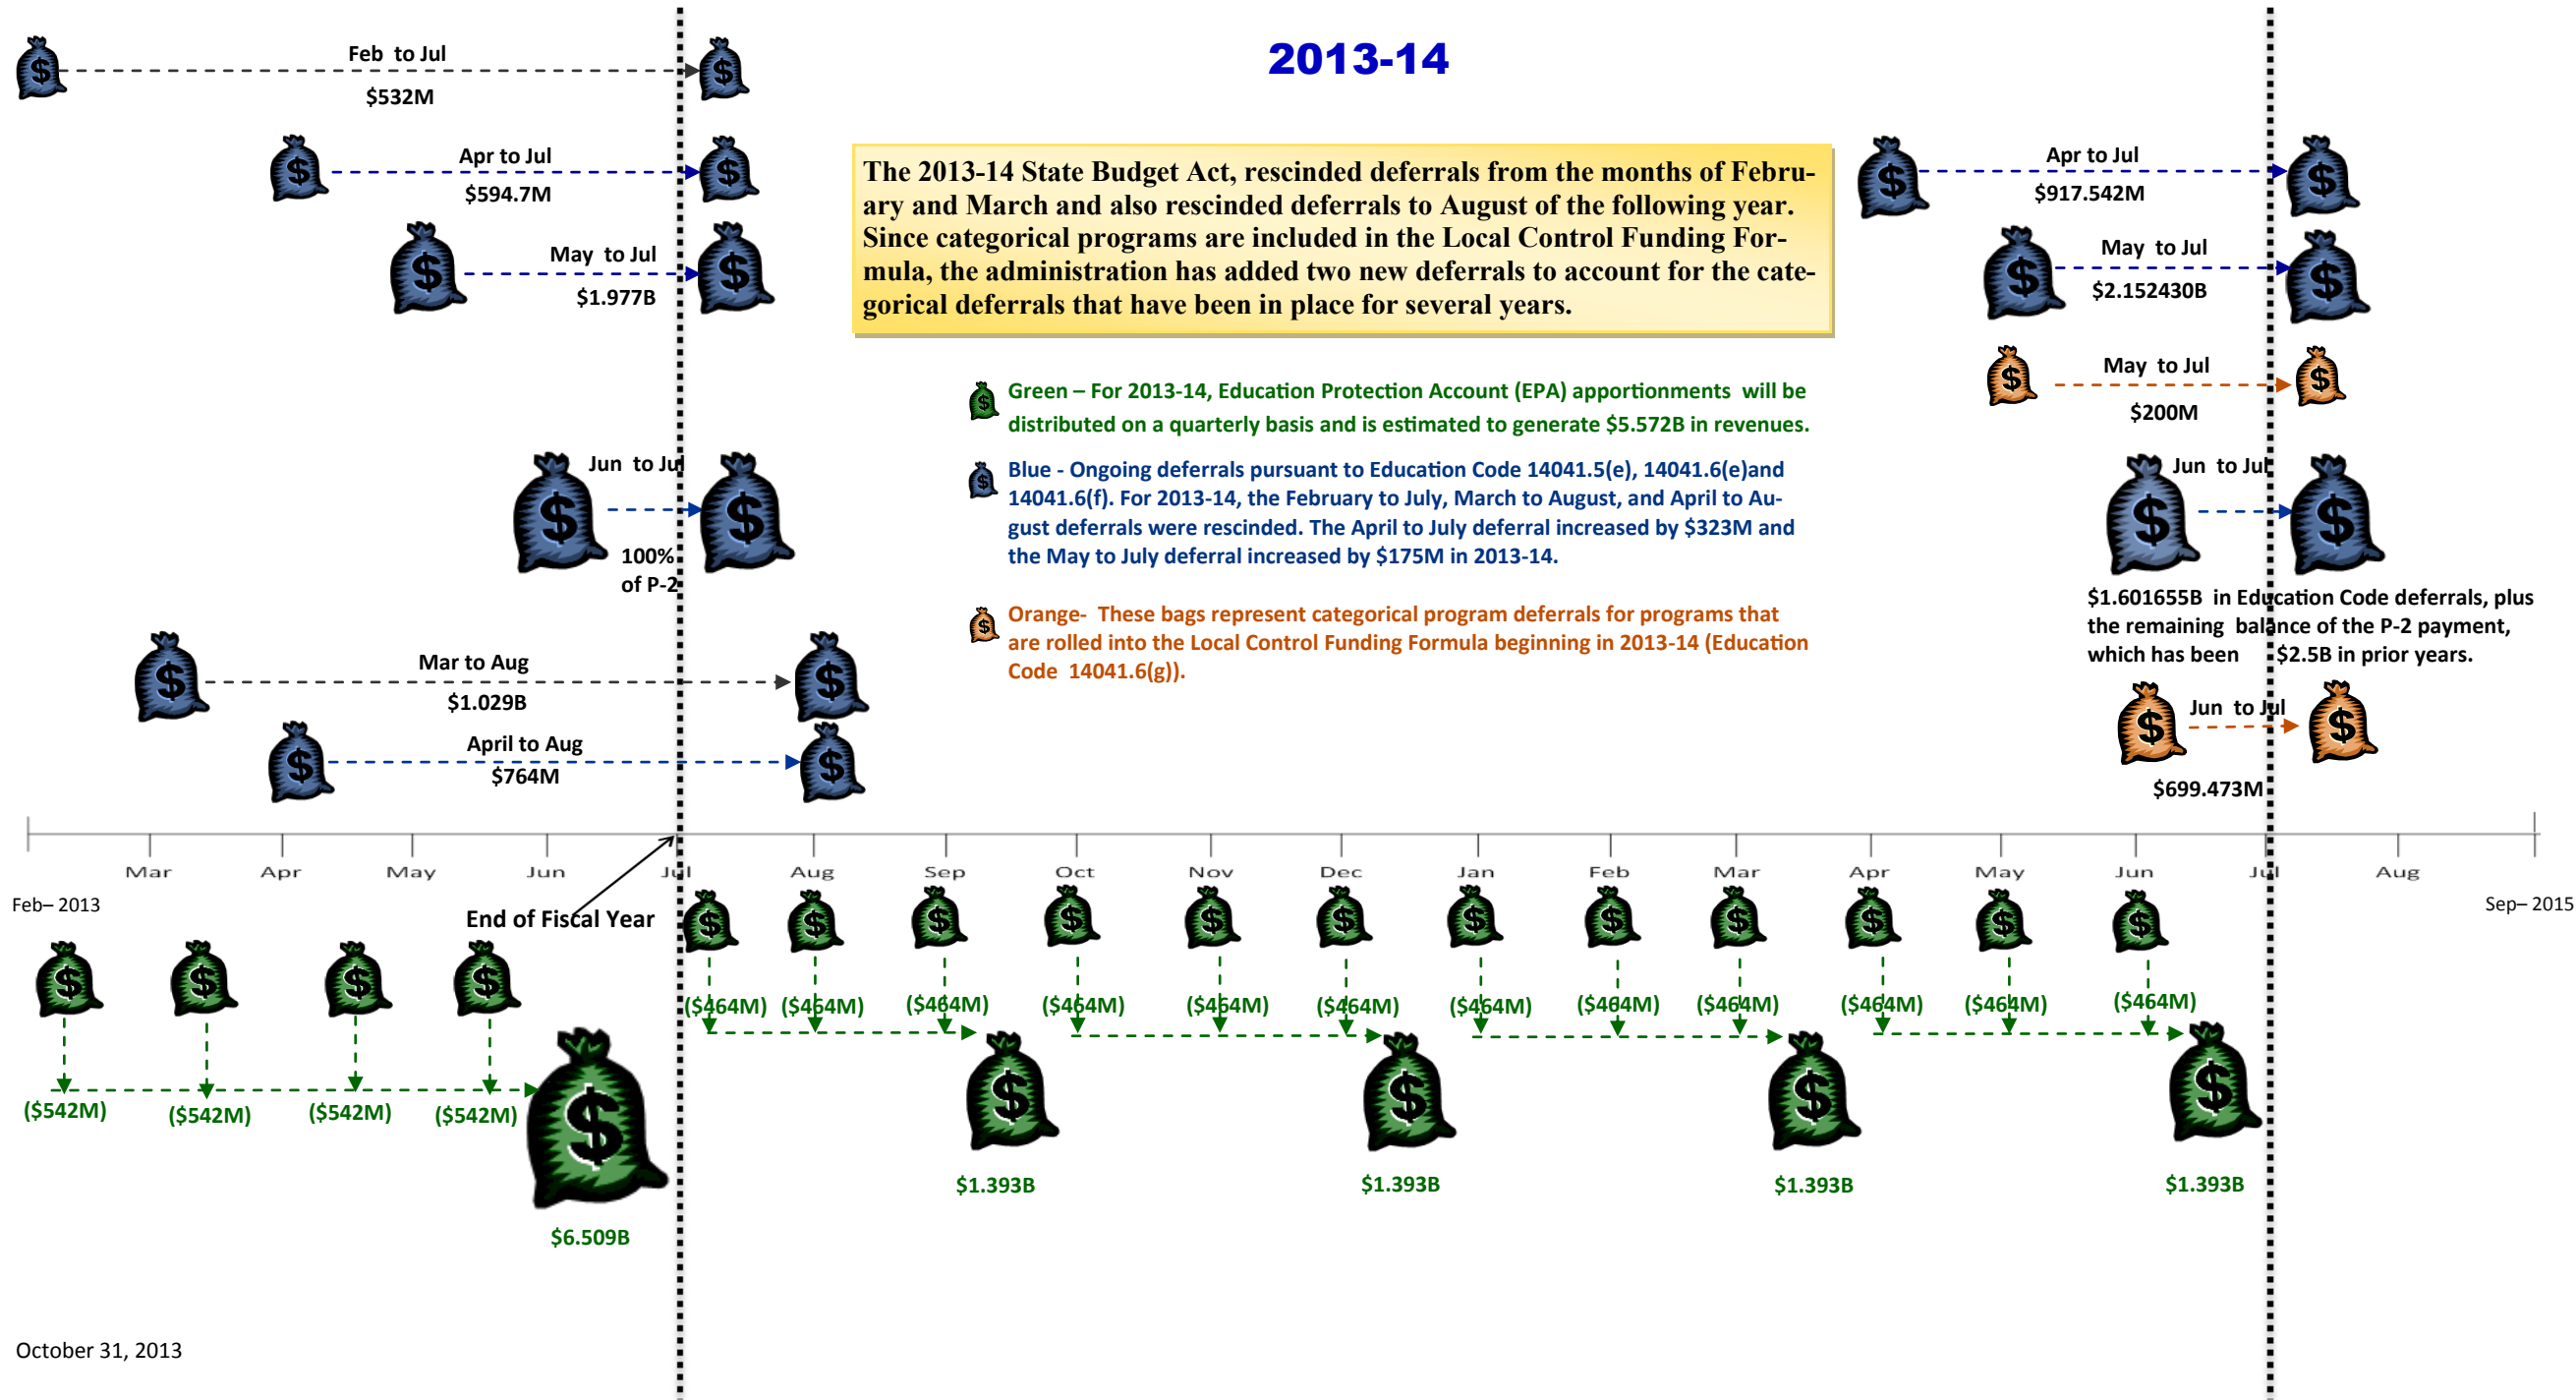 2013-14
Feb to Jul
$532M
Apr to Jul
$594.7M
May to Jul
$1.977B
Jun to Jul
100%
of P-2
Mar to Aug
$1.029B
April to Aug
$764M
The 2013-14 State Budget Act, rescinded deferrals from the months of Febru-
ary and March and also rescinded deferrals to August of the following year.
Since categorical programs are included in the Local Control Funding For-
mula, the administration has added two new deferrals to account for the cate-
gorical deferrals that have been in place for several years.
Green – For 2013-14, Education Protection Account (EPA) apportionments will be
distributed on a quarterly basis and is estimated to generate $5.572B in revenues.
Blue - Ongoing deferrals pursuant to Education Code 14041.5(e), 14041.6(e)and
14041.6(f). For 2013-14, the February to July, March to August, and April to Au-
gust deferrals were rescinded. The April to July deferral increased by $323M and
the May to July deferral increased by $175M in 2013-14.
Orange- These bags represent categorical program deferrals for programs that
are rolled into the Local Control Funding Formula beginning in 2013-14 (Education
Code 14041.6(g)).
Apr to Jul
$917.542M
May to Jul
$2.152430B
May to Jul
$200M
Jun to Jul
$1.601655B in Education Code deferrals, plus
the remaining balance of the P-2 payment,
which has been $2.5B in prior years.
Jun to Jul
$699.473M
Mar Apr May Jun Jul Aug Sep Oct Nov Dec Jan Feb Mar Apr May Jun Jul Aug
Feb– 2013
End of Fiscal Year
Sep– 2015
($464M) ($464M) ($464M) ($464M) ($464M) ($464M) ($464M) ($464M) ($464M) ($464M) ($464M) ($464M)
($542M) ($542M) ($542M) ($542M)
$1.393B $1.393B $1.393B $1.393B
$6.509B
October 31, 2013